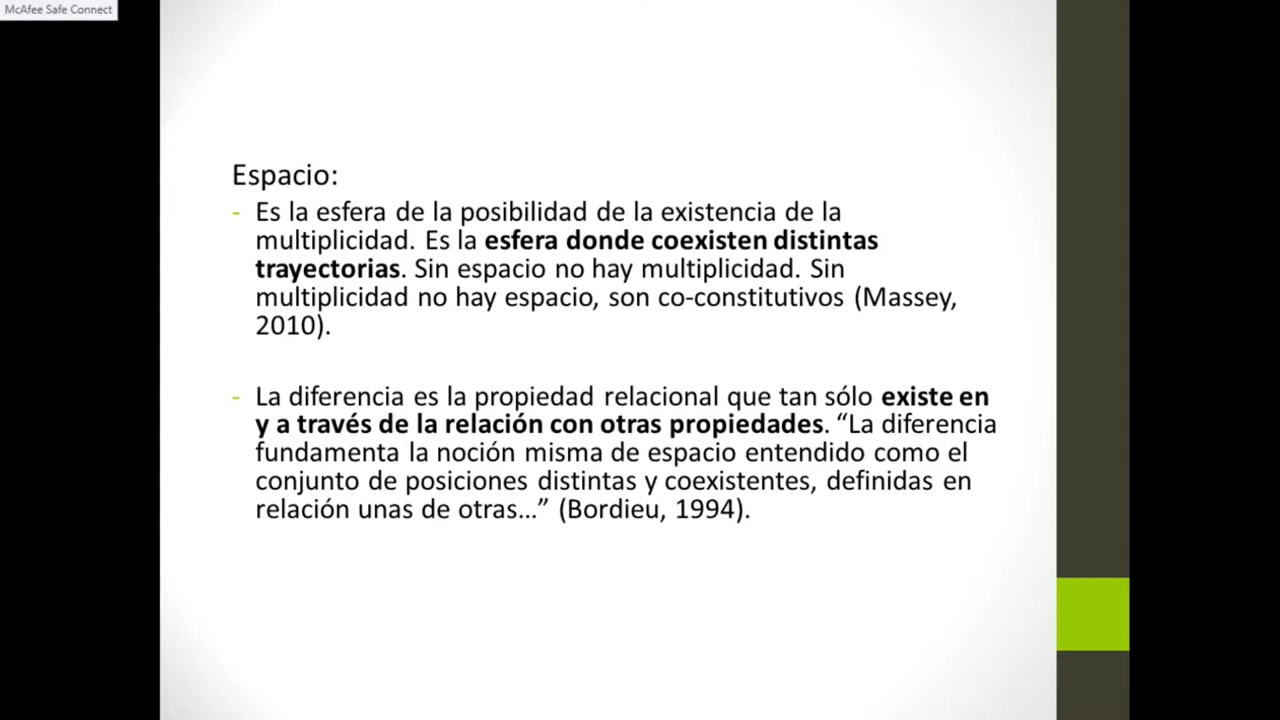 McAfee Safe Connect
Espacio:
- Es la esfera de la posibilidad de la existencia de la
multiplicidad. Es la esfera donde coexisten distintas
trayectorias. Sin espacio no hay multiplicidad. Sin
multiplicidad no hay espacio, son co-constitutivos (Massey,
2010).
- La diferencia es la propiedad relacional que tan sólo existe en
y a través de la relación con otras propiedades. “La diferencia
fundamenta la noción misma de espacio entendido como el
conjunto de posiciones distintas y coexistentes, definidas en
relación unas de otras...” (Bordieu, 1994).